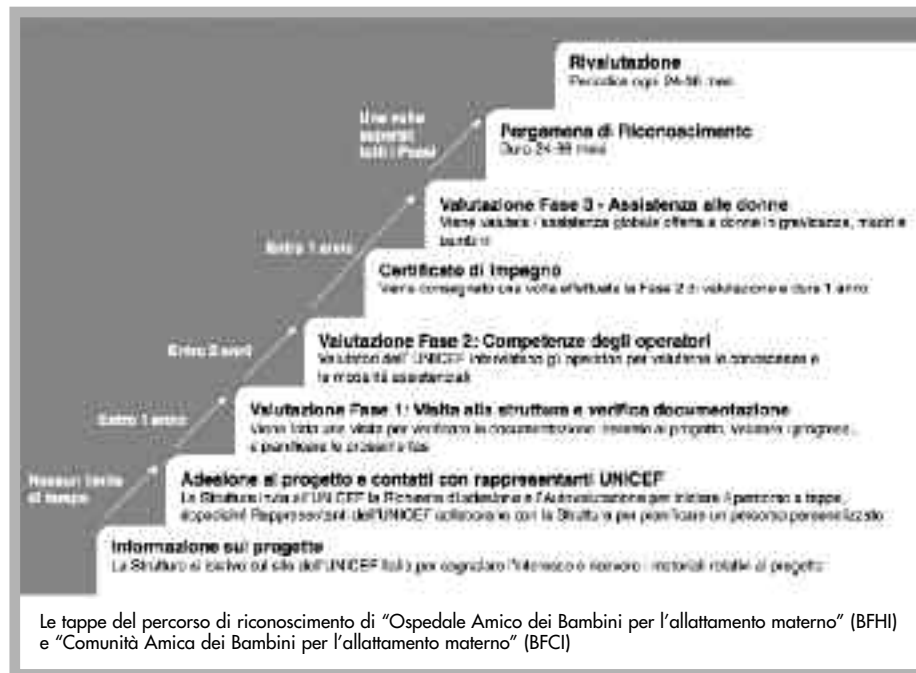 Rivalutazione
Periodica ogni 24-36 mesi
Una volta
superati
tutti i Passi
Pergamena di Riconoscimento
Dura 24-36 mesi
Valutazione Fase 3 - Assistenza alle donne
Viene valutata l'assistenza globale offerta a donne in gravidanza, madri e
bambini
Entro 1 anno
Certificato di Impegno
Viene consegnato una volta effettuata la Fase 2 di valutazione e dura 1 anno
Entro 2 anni
Valutazione Fase 2: Competenze degli operatori
Valutatori dell'UNICEF intervistano gli operatori per valutarne le conoscenze e
le modalità assistenziali
Entro 1 anno
Valutazione Fase 1: Visita alla struttura e verifica documentazione
Viene fatta una visita per verificare la documentazione inerente al progetto, valutare i progressi,
e pianificare le prossime fasi
Nessun limite
di tempo
Adesione al progetto e contatti con rappresentanti UNICEF
La Struttura invia all'UNICEF la Richiesta di adesione e l'Autovalutazione per iniziare il percorso a tappe,
dopodiché Rappresentanti dell'UNICEF collaborano con la Struttura per pianificare un percorso personalizzato
Informazione sul progetto
La Struttura si iscrive sul sito dell'UNICEF Italia per segnalare l'interesse e ricevere i materiali relativi al progetto
Le tappe del percorso di riconoscimento di "Ospedale Amico dei Bambini per l'allattamento materno" (BFHI)
e "Comunità Amica dei Bambini per l'allattamento materno" (BFCI)